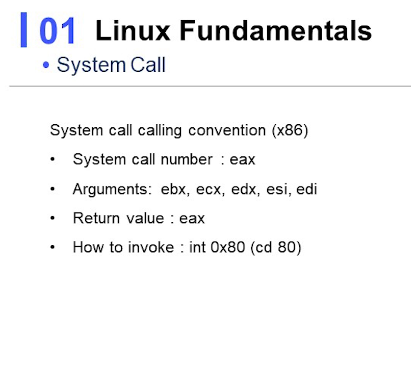 01 Linux Fundamentals
• System Call
System call calling convention (x86)
• System call number : eax
• Arguments: ebx, ecx, edx, esi, edi
• Return value : eax
• How to invoke : int 0x80 (cd 80)